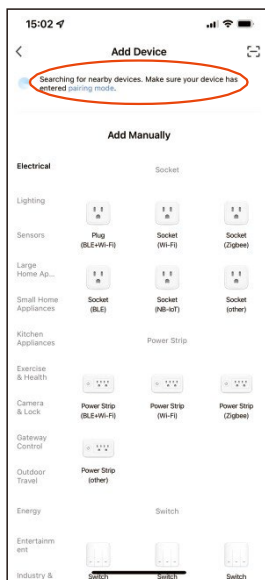 15:02
Add Device
Searching for nearby devices. Make sure your device has
entered pairing mode.
Add Manually
Electrical
Socket
Lighting
Sensors
Plug
(BLE+Wi-Fi)
Socket
(Wi-Fi)
Socket
(Zigbee)
Large
Home Ap...
Small Home
Appliances
Socket
(BLE)
Socket
(NB-IoT)
Socket
(other)
Kitchen
Appliances
Power Strip
Exercise
& Health
Camera
& Lock
Power Strip
(BLE+Wi-Fi)
Power Strip
(Wi-Fi)
Power Strip
(Zigbee)
Gateway
Control
Outdoor
Travel
Power Strip
(other)
Energy
Switch
Entertainm
ent
Industry &
Switch
Switch
Switch